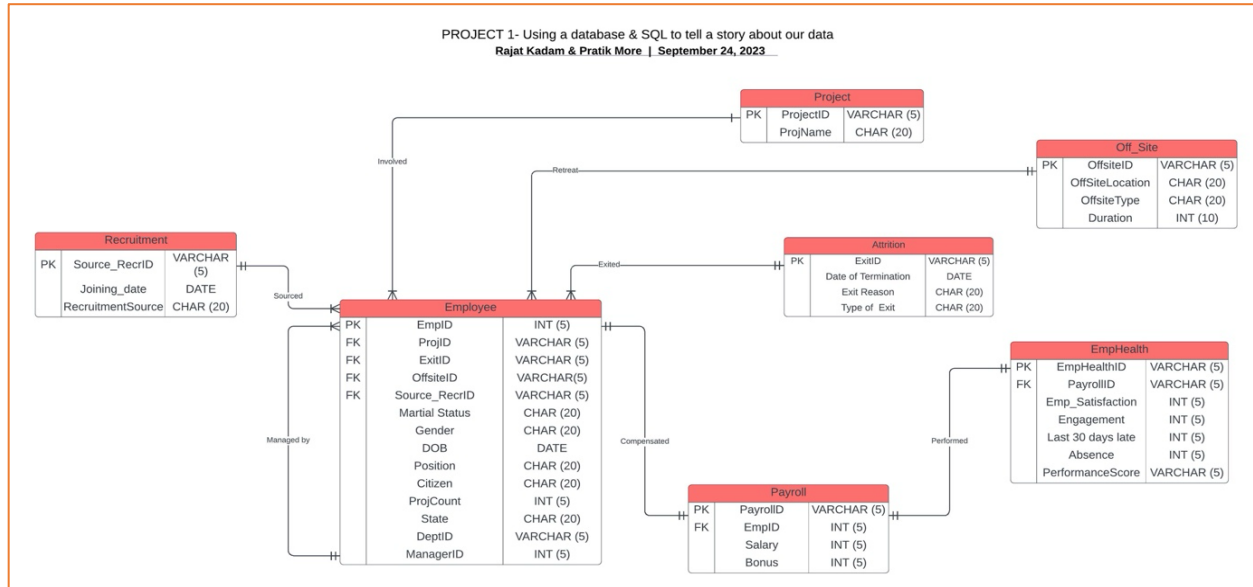 PROJECT 1- Using a database & SQL to tell a story about our data
Rajat Kadam & Pratik More | September 24, 2023
Project
PK ProjectID VARCHAR (5)
ProjName CHAR (20)
Involved
Retreat
Off_Site
PK OffsiteID VARCHAR (5)
OffSiteLocation CHAR (20)
OffsiteType CHAR (20)
Duration INT (10)
Recruitment
PK Source_RecrID VARCHAR
(5)
Joining_date DATE
RecruitmentSource CHAR (20)
Sourced
Exited
Attrition
PK ExitID VARCHAR (5)
Date of Termination DATE
Exit Reason CHAR (20)
Type of Exit CHAR (20)
Employee
PK EmpID INT (5)
FK ProjID VARCHAR (5)
FK ExitID VARCHAR (5)
FK OffsiteID VARCHAR(5)
FK Source_RecrID VARCHAR (5)
Martial Status CHAR (20)
Gender CHAR (20)
DOB DATE
Position CHAR (20)
Citizen CHAR (20)
ProjCount INT (5)
State CHAR (20)
DeptID VARCHAR (5)
ManagerID INT (5)
Managed by
Compensated
Performed
EmpHealth
PK EmpHealthID VARCHAR (5)
FK PayrollID VARCHAR (5)
Emp_Satisfaction INT (5)
Engagement INT (5)
Last 30 days late INT (5)
Absence INT (5)
PerformanceScore VARCHAR (5)
Payroll
PK PayrollID VARCHAR (5)
FK EmpID INT (5)
Salary INT (5)
Bonus INT (5)